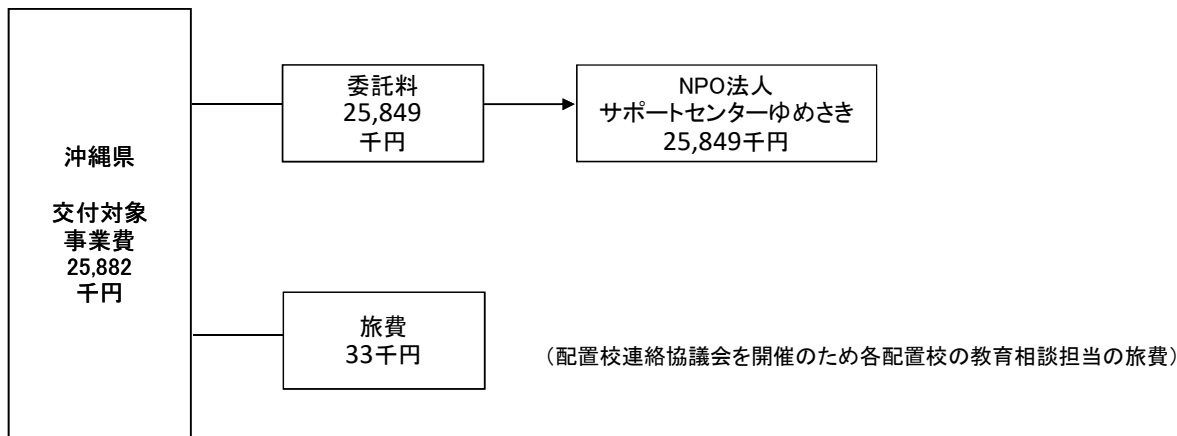 沖縄県
交付対象
事業費
25,882
千円
委託料
25,849
千円
NPO法人
サポートセンターゆめさき
25,849千円
旅費
33千円
（配置校連絡協議会を開催のため各配置校の教育相談担当の旅費）